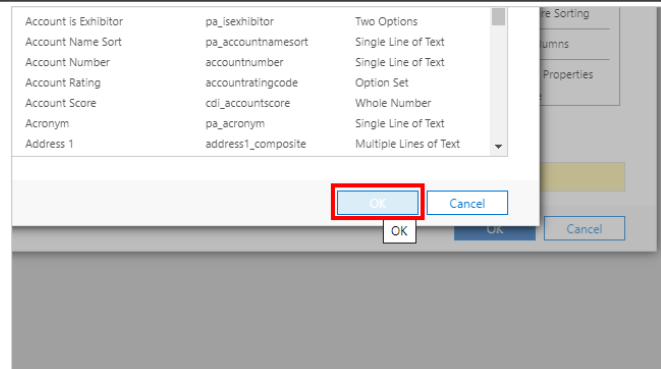 Account is Exhibitor pa_isexhibitor Two Options
Account Name Sort pa_accountnamesort Single Line of Text
Account Number accountnumber Single Line of Text
Account Rating accountratingcode Option Set
Account Score cdi_accountscore Whole Number
Acronym pa_acronym Single Line of Text
Address 1 address1_composite Multiple Lines of Text
re Sorting
umns
Properties
OK Cancel
OK
OK Cancel